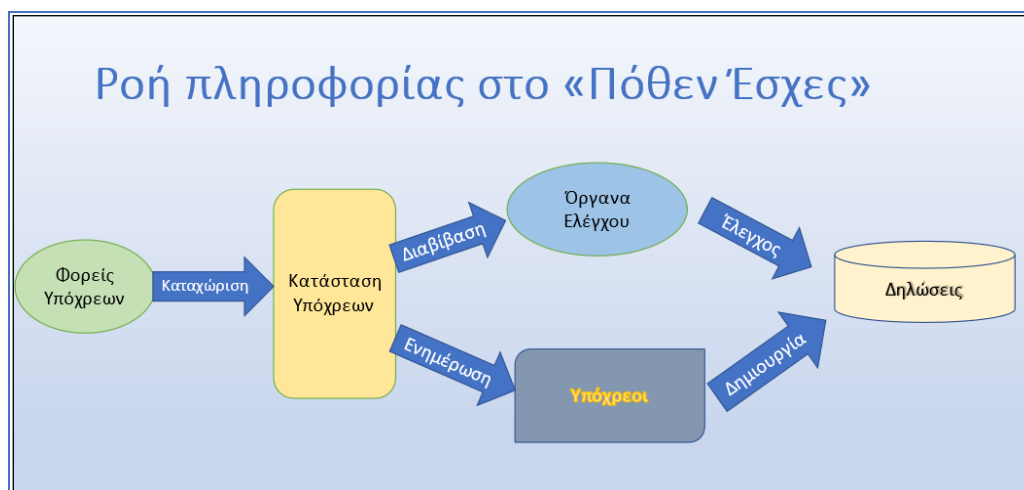 Ροή πληροφορίας στο «Πόθεν Έσχες»
Φορείς
Υπόχρεων
Καταχώριση
Κατάσταση
Υπόχρεων
Διαβίβαση
Όργανα
Ελέγχου
Έλεγχος
Ενημέρωση
Υπόχρεοι
Δημιουργία
Δηλώσεις